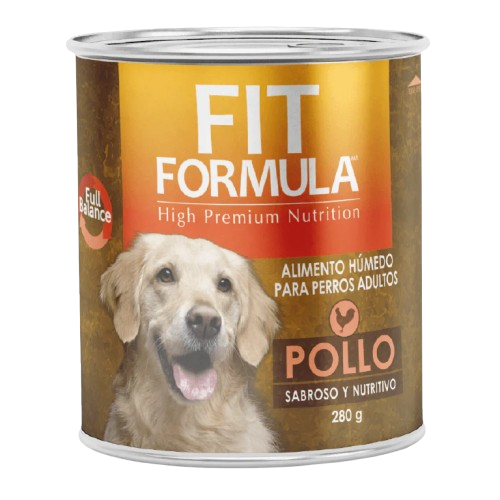 FIT
FORMULA
High Premium Nutrition
Full
Balance
ALIMENTO HÚMEDO
PARA PERROS ADULTOS
POLLO
SABROSO Y NUTRITIVO
280 g